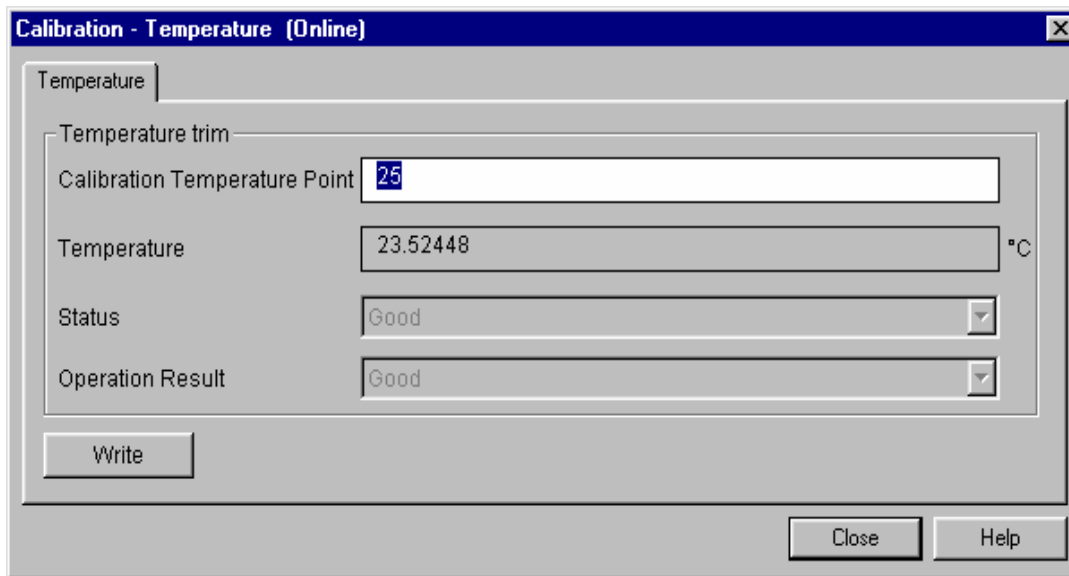 Calibration - Temperature (Online)
Temperature
Temperature trim
Calibration Temperature Point 25
Temperature 23.52448 °C
Status Good
Operation Result Good
Write
Close Help